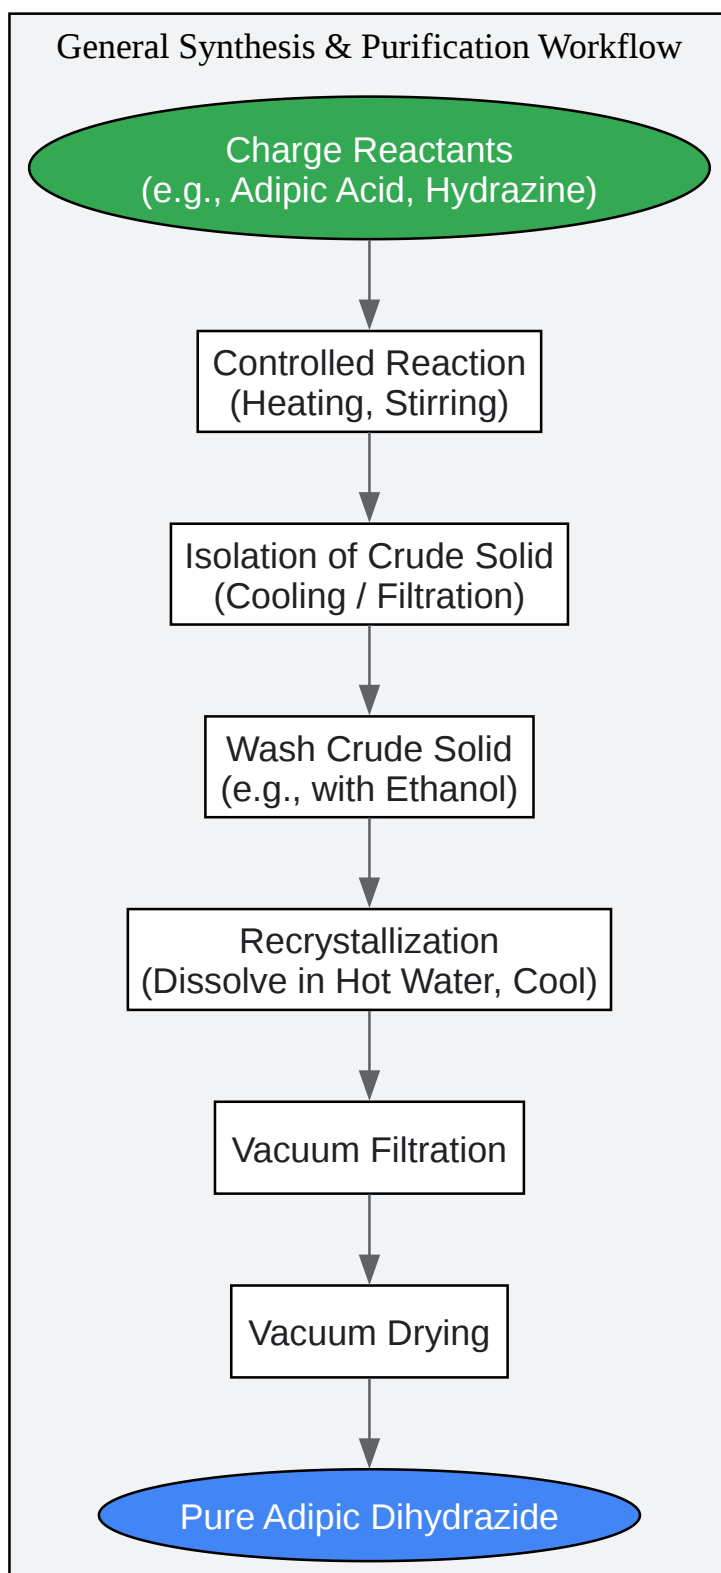 General Synthesis & Purification Workflow
Charge Reactants
(e.g., Adipic Acid, Hydrazine)
Controlled Reaction
(Heating, Stirring)
Isolation of Crude Solid
(Cooling / Filtration)
Wash Crude Solid
(e.g., with Ethanol)
Recrystallization
(Dissolve in Hot Water, Cool)
Vacuum Filtration
Vacuum Drying
Pure Adipic Dihydrazide